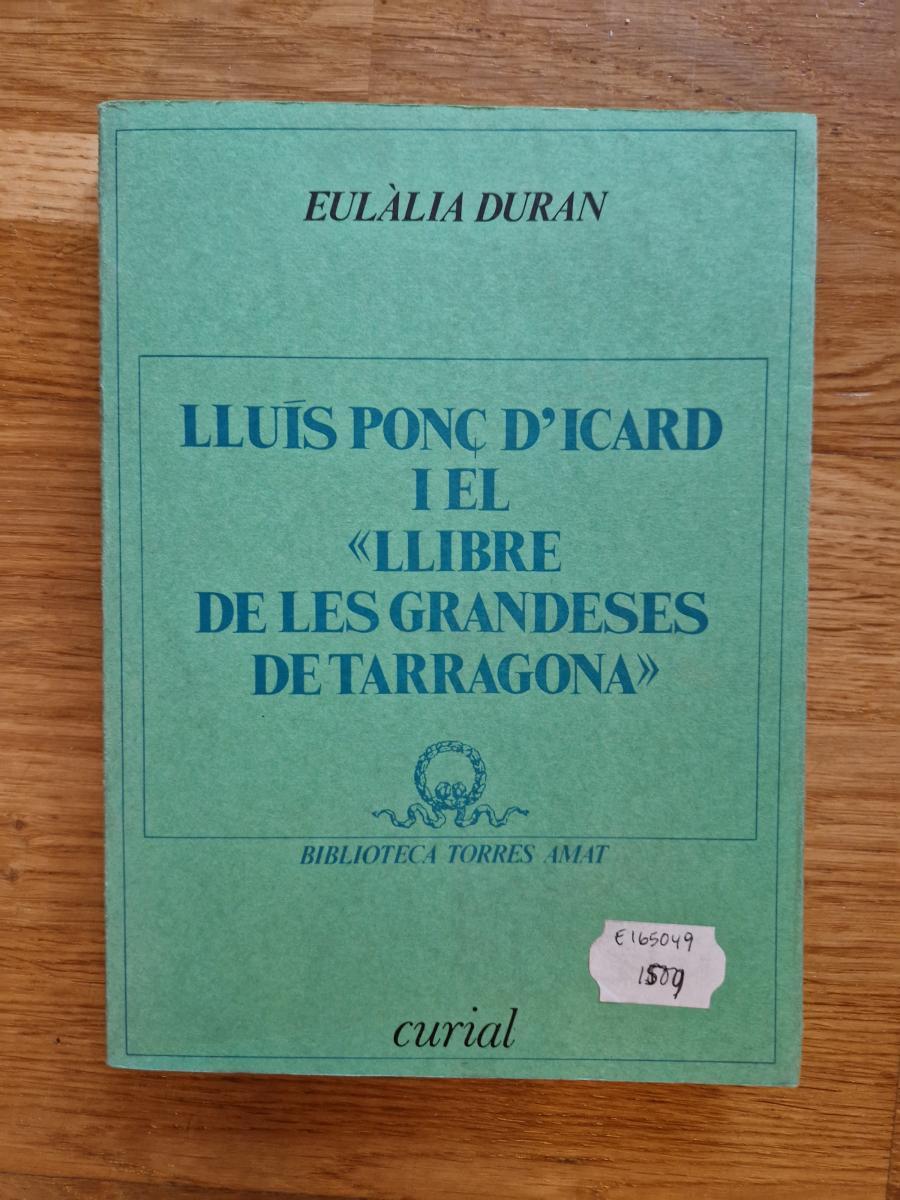 EULÀLIA DURAN
LLUÍS PONÇ D'ICARD
I EL
«LLIBRE
DE LES GRANDESES
DE TARRAGONA»
BIBLIOTECA TORRES AMAT
E165049
curial